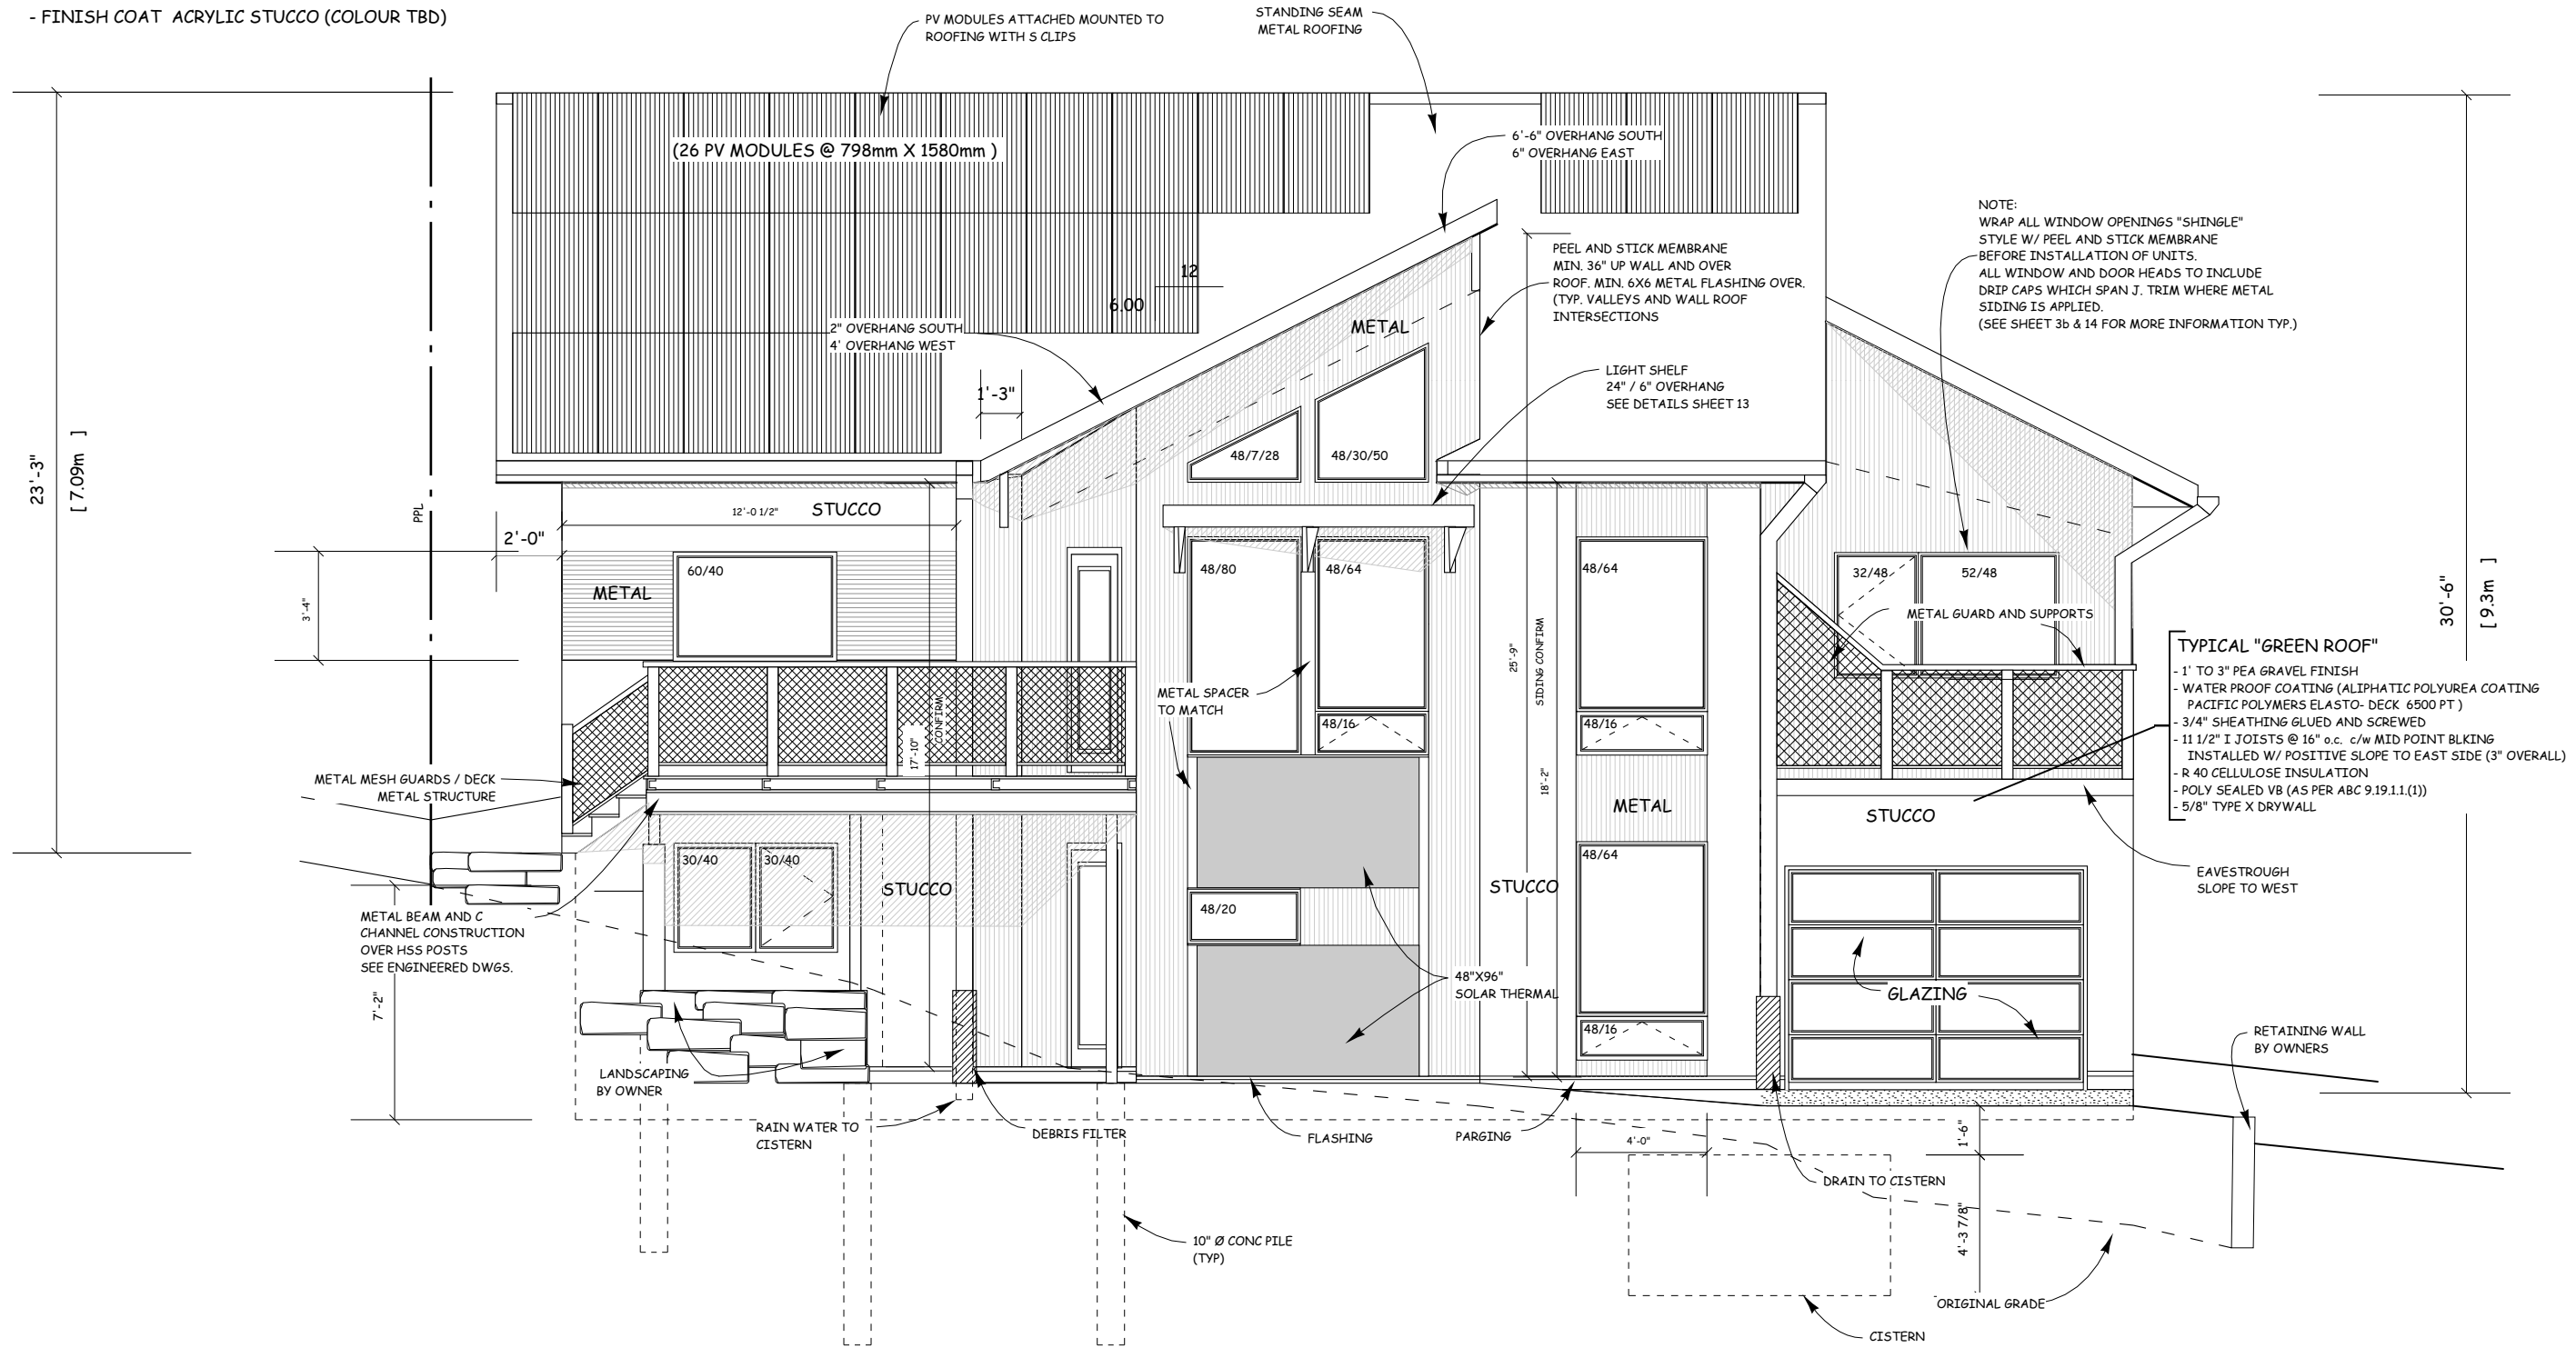 - FINISH COAT ACRYLIC STUCCO (COLOUR TBD)
PV MODULES ATTACHED MOUNTED TO
ROOFING WITH S CLIPS
STANDING SEAM
METAL ROOFING
(26 PV MODULES @ 798mm X 1580mm )
6'-6" OVERHANG SOUTH
6" OVERHANG EAST
NOTE:
WRAP ALL WINDOW OPENINGS "SHINGLE"
STYLE W/ PEEL AND STICK MEMBRANE
BEFORE INSTALLATION OF UNITS.
ALL WINDOW AND DOOR HEADS TO INCLUDE
DRIP CAPS WHICH SPAN J. TRIM WHERE METAL
SIDING IS APPLIED.
(SEE SHEET 3b & 14 FOR MORE INFORMATION TYP.)
PEEL AND STICK MEMBRANE
MIN. 36" UP WALL AND OVER
ROOF. MIN. 6X6 METAL FLASHING OVER.
(TYP. VALLEYS AND WALL ROOF
INTERSECTIONS
12
6.00
2" OVERHANG SOUTH
4' OVERHANG WEST
METAL
LIGHT SHELF
24" / 6" OVERHANG
SEE DETAILS SHEET 13
1'-3"
23'-3"
[ 7.09m ]
PPL
48/7/28
48/30/50
12'-0 1/2"
STUCCO
2'-0"
3'-4"
METAL
60/40
48/80
48/64
48/64
32/48
52/48
30'-6"
[ 9.3m ]
METAL GUARD AND SUPPORTS
25'-9"
SIDING CONFIRM
TYPICAL "GREEN ROOF"
- 1' TO 3" PEA GRAVEL FINISH
- WATER PROOF COATING (ALIPHATIC POLYUREA COATING
PACIFIC POLYMERS ELASTO- DECK 6500 PT )
- 3/4" SHEATHING GLUED AND SCREWED
- 11 1/2" I JOISTS @ 16" o.c. c/w MID POINT BLKING
INSTALLED W/ POSITIVE SLOPE TO EAST SIDE (3" OVERALL)
- R 40 CELLULOSE INSULATION
- POLY SEALED VB (AS PER ABC 9.19.1.1.(1))
- 5/8" TYPE X DRYWALL
METAL SPACER
TO MATCH
48/16
48/16
17'-10"
CONFIRM
18'-2"
METAL MESH GUARDS / DECK
METAL STRUCTURE
METAL
STUCCO
30/40
30/40
48/64
STUCCO
STUCCO
EAVESTROUGH
SLOPE TO WEST
METAL BEAM AND C
CHANNEL CONSTRUCTION
OVER HSS POSTS
SEE ENGINEERED DWGS.
48/20
7'-2"
48"X96"
SOLAR THERMAL
GLAZING
48/16
RETAINING WALL
BY OWNERS
LANDSCAPING
BY OWNER
RAIN WATER TO
CISTERN
DEBRIS FILTER
FLASHING
PARGING
4'-0"
1'-6"
DRAIN TO CISTERN
4'-3 7/8"
10" Ø CONC PILE
(TYP)
ORIGINAL GRADE
CISTERN